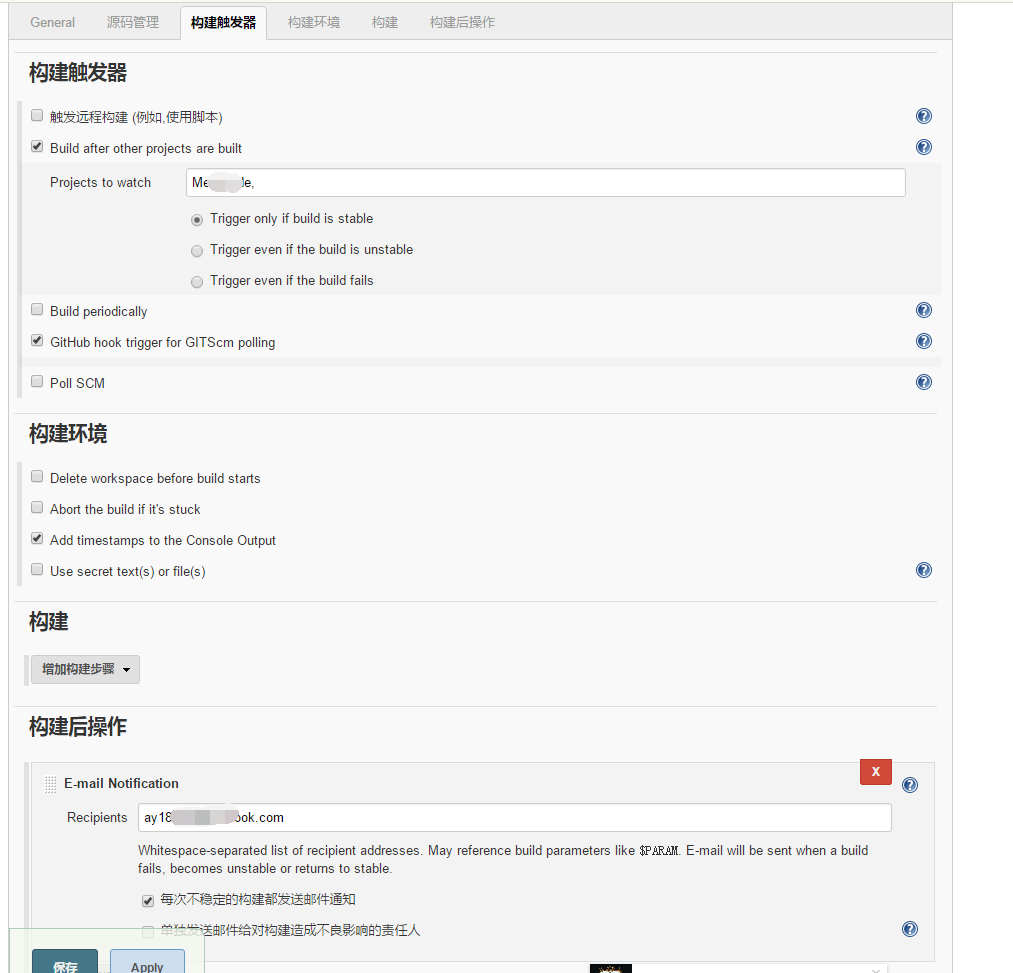 General 源码管理 构建触发器 构建环境 构建 构建后操作
构建触发器
触发远程构建 (例如,使用脚本)
Build after other projects are built
Projects to watch
Trigger only if build is stable
Trigger even if the build is unstable
Trigger even if the build fails
Build periodically
GitHub hook trigger for GITScm polling
Poll SCM
构建环境
Delete workspace before build starts
Abort the build if it's stuck
Add timestamps to the Console Output
Use secret text(s) or file(s)
构建
增加构建步骤
构建后操作
X
E-mail Notification
Recipients
Whitespace-separated list of recipient addresses. May reference build parameters like $PARAM. E-mail will be sent when a build
fails, becomes unstable or returns to stable.
每次不稳定的构建都发送邮件通知
单独发送邮件给对构建造成不良影响的责任人
保存 Apply